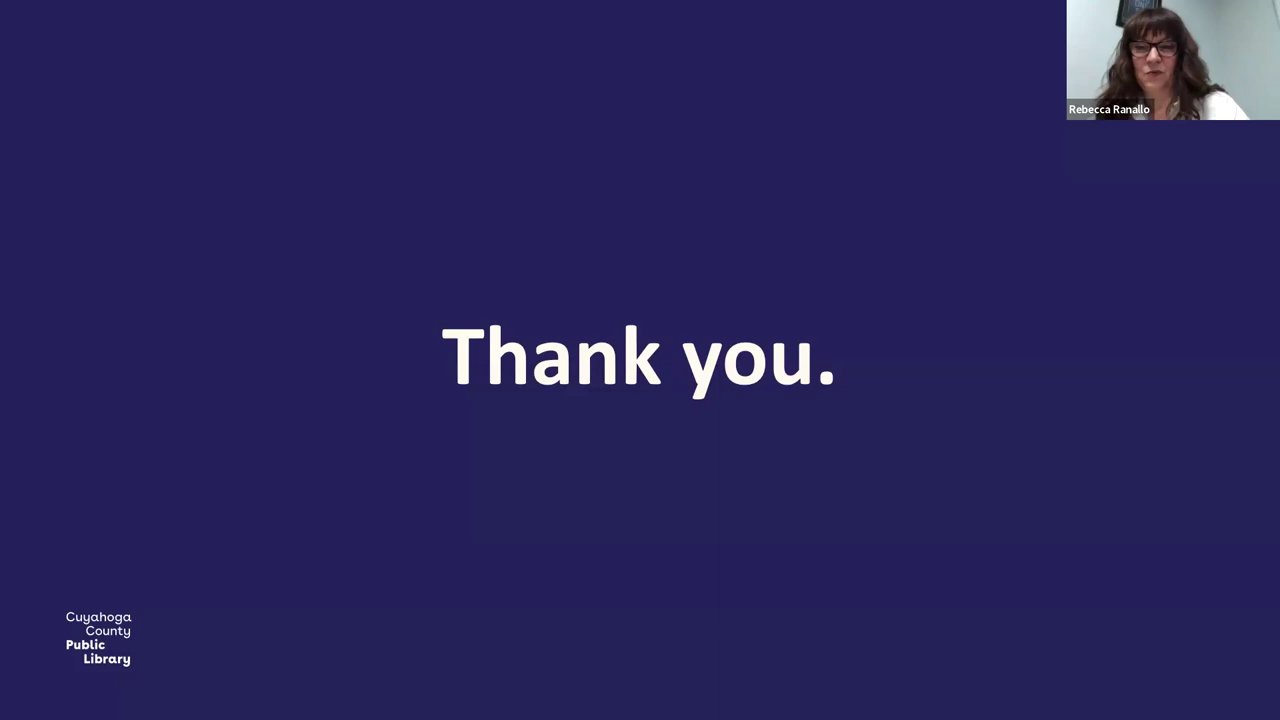 Rebecca Ranallo
Thank you.
Cuyahoga
County
Public
Library